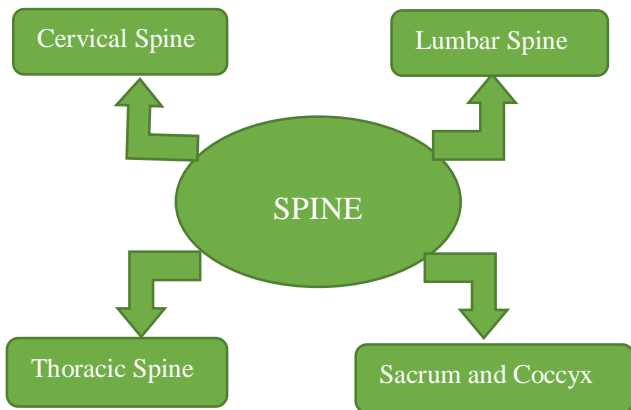 Cervical Spine
Lumbar Spine
SPINE
Thoracic Spine
Sacrum and Coccyx